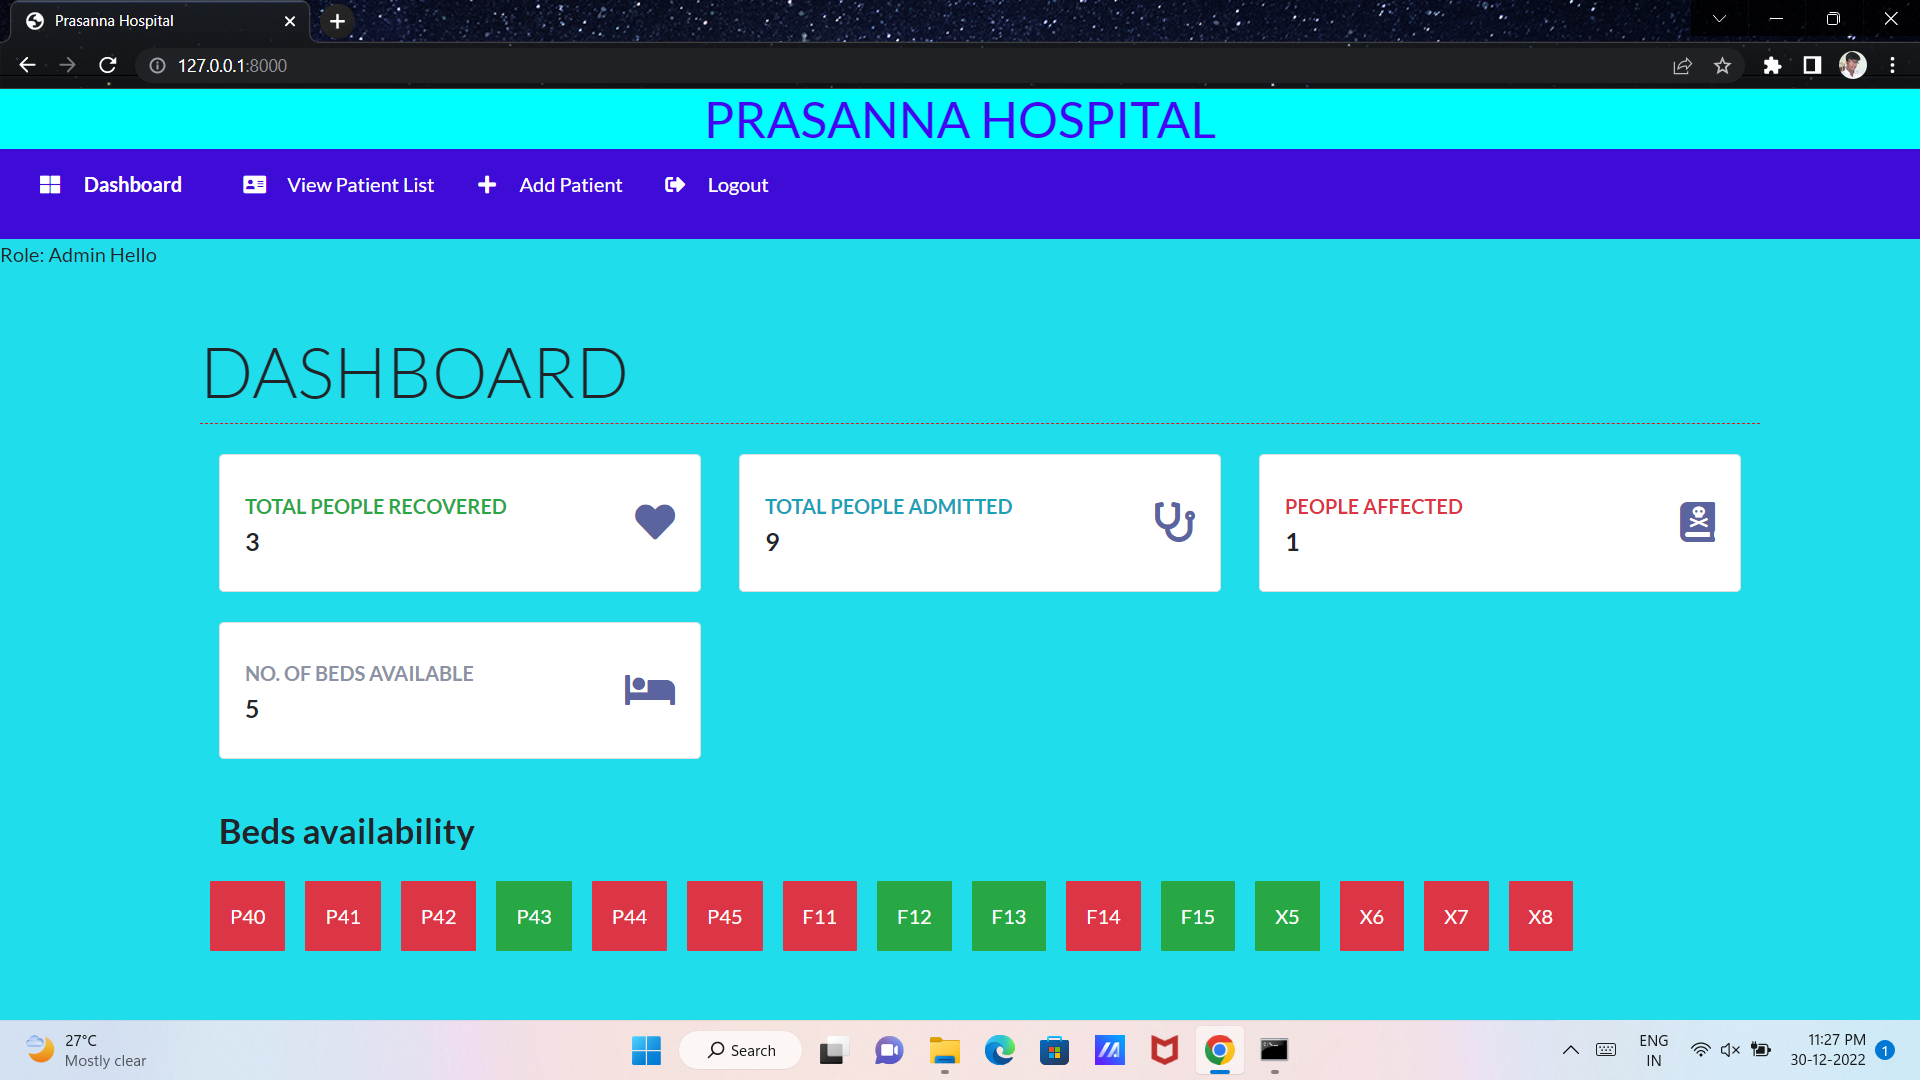 Prasanna Hospital
127.0.0.1:8000
PRASANNA HOSPITAL
Dashboard View Patient List Add Patient Logout
Role: Admin Hello
DASHBOARD
TOTAL PEOPLE RECOVERED
3
TOTAL PEOPLE ADMITTED
9
PEOPLE AFFECTED
1
NO. OF BEDS AVAILABLE
5
Beds availability
P40 P41 P42 P43 P44 P45 F11 F12 F13 F14 F15 X5 X6 X7 X8
27°C
Mostly clear
Search
ENG
IN
11:27 PM
30-12-2022
1